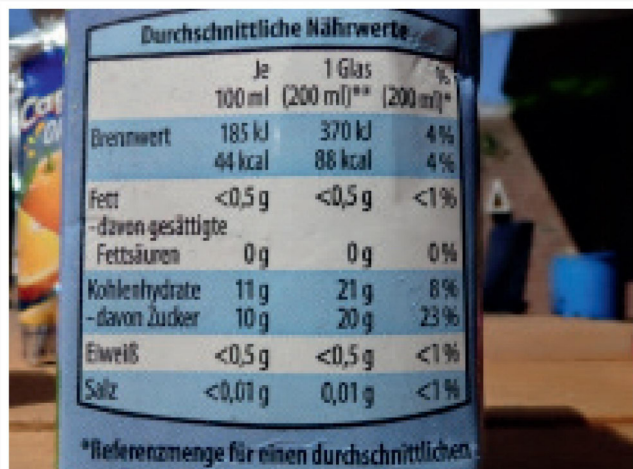 Durchschnittliche Nährwerte
Je 1 Glas %
100 ml (200 ml)** (200 ml)*
Brennwert 185 kJ 370 kJ 4%
44 kcal 88 kcal 4%
Fett <0,5 g <0,5 g <1%
-davon gesättigte
Fettsäuren 0 g 0 g 0%
Kohlenhydrate 11 g 21 g 8%
-davon Zucker 10 g 20 g 23%
Eiweiß <0,5 g <0,5 g <1%
Salz <0,01 g 0,01 g <1%
*Referenzmenge für einen durchschnittlichen